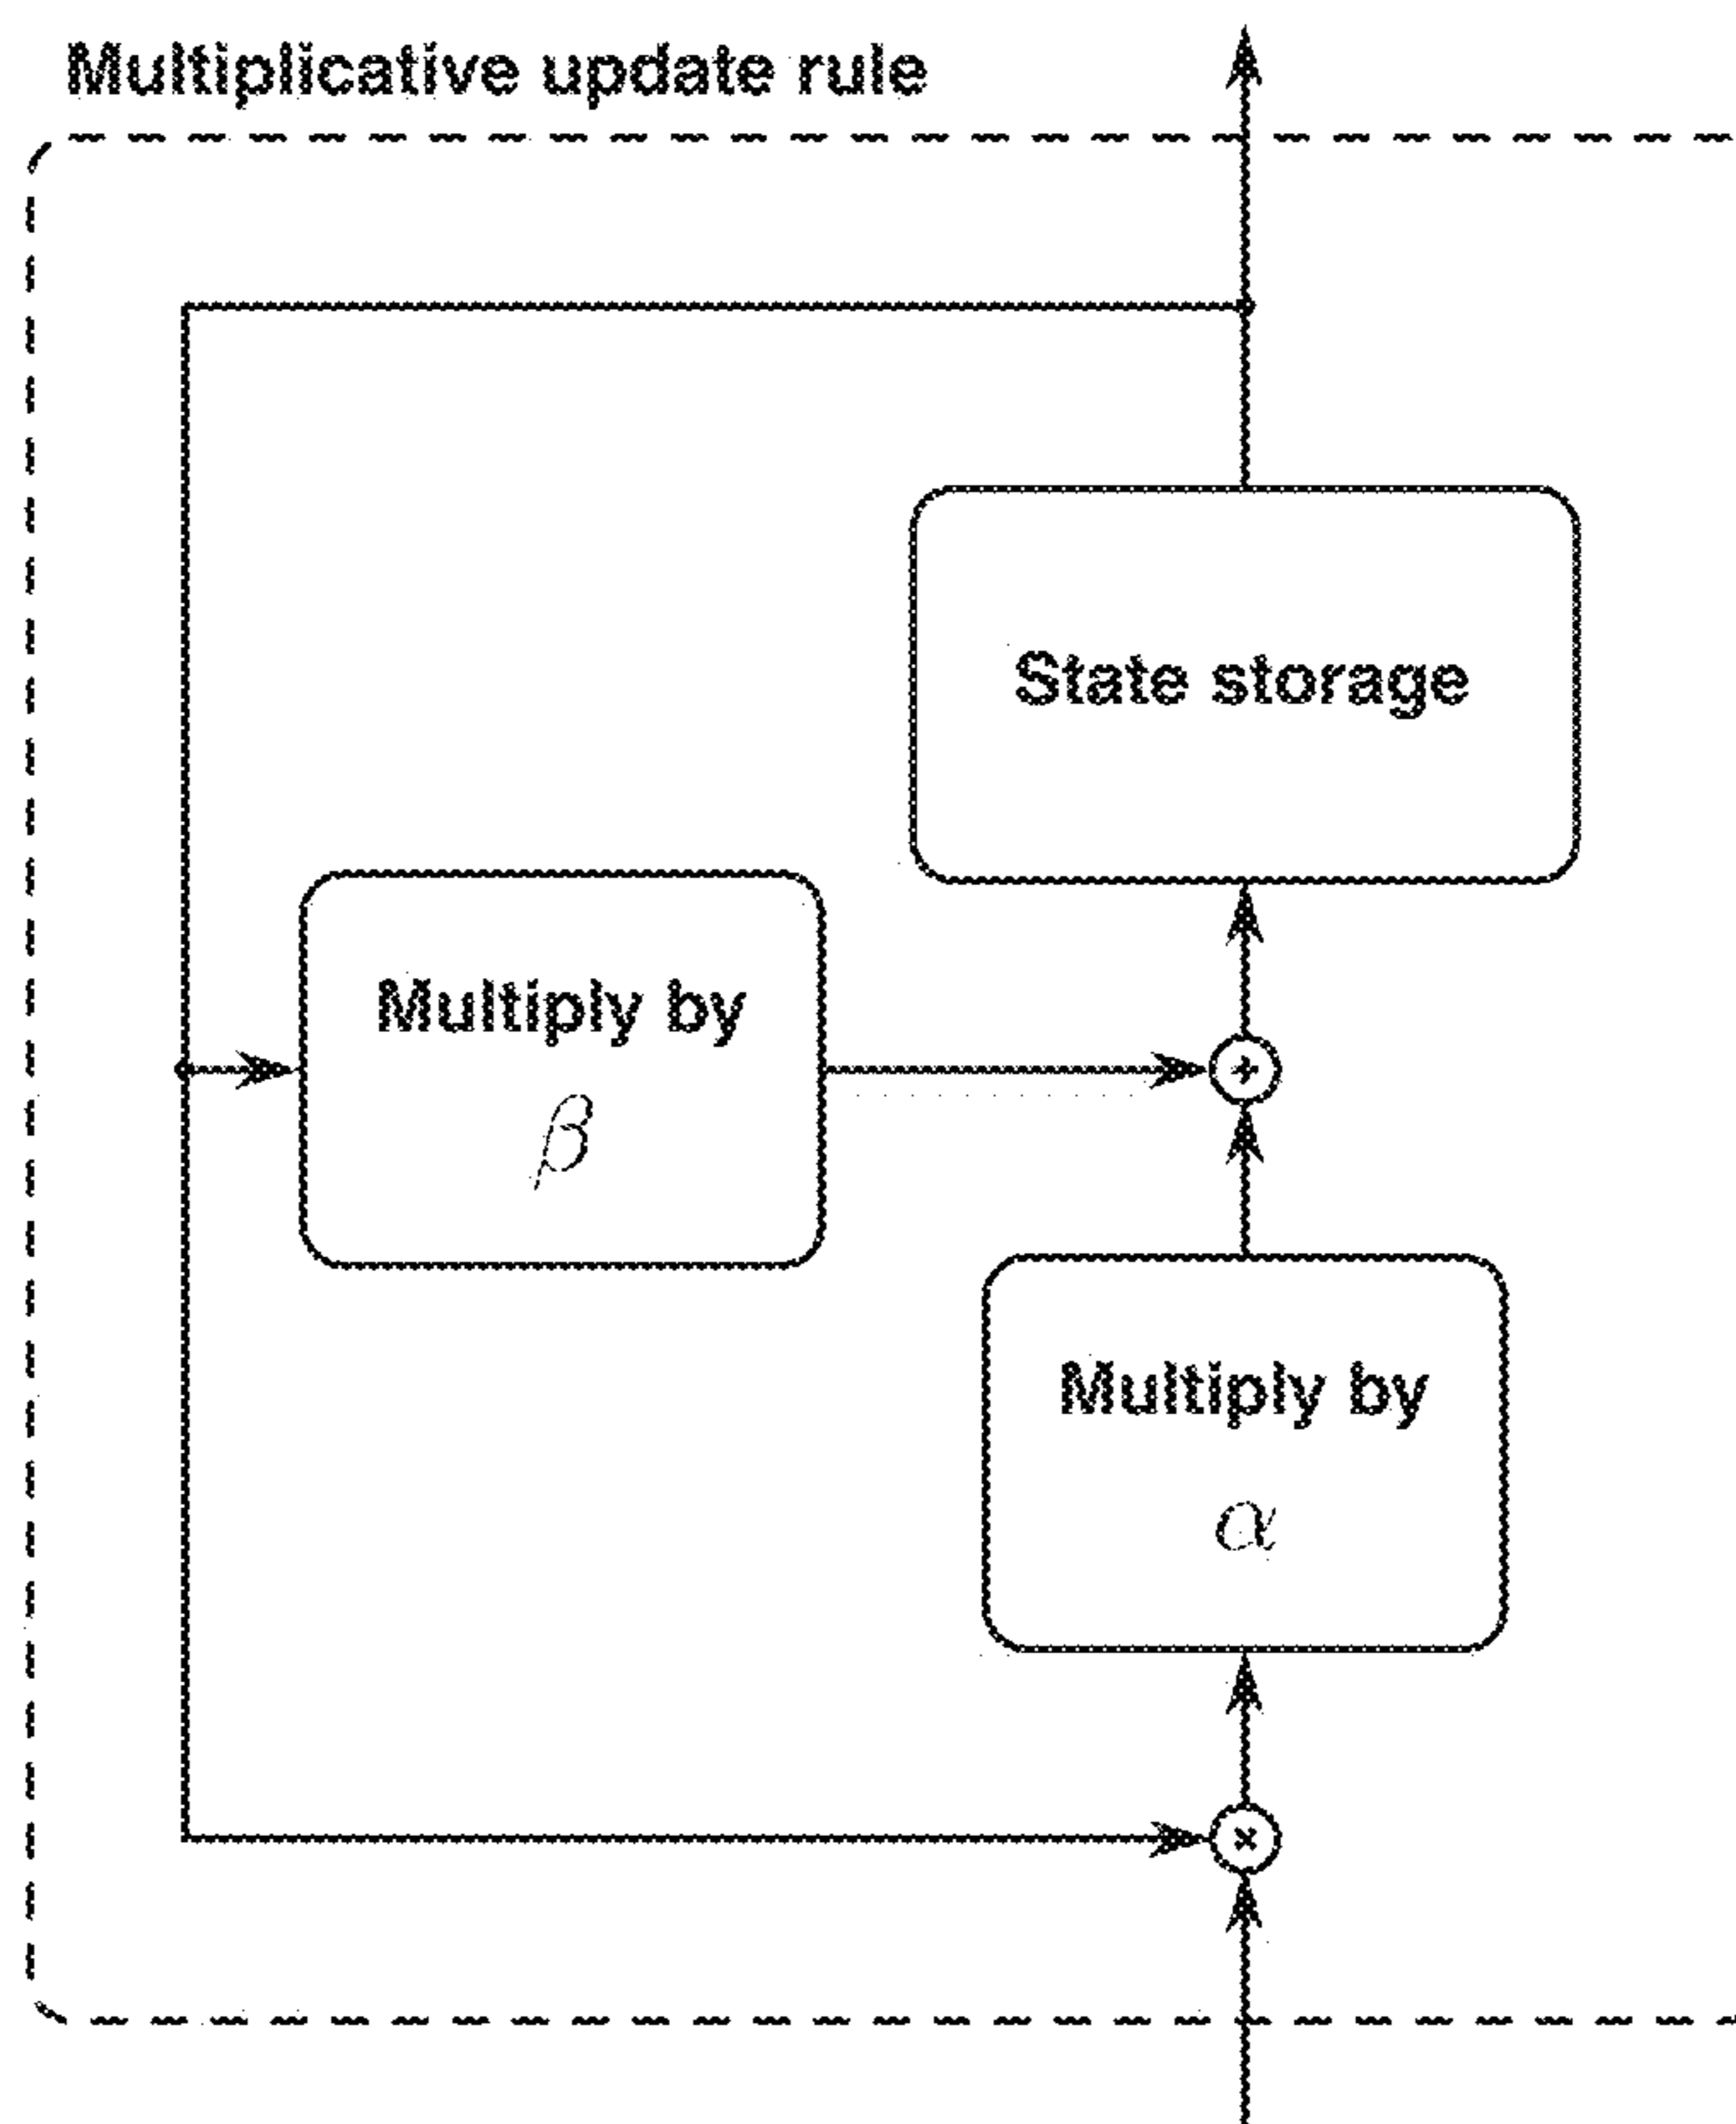 Multiplicative update rule
State storage
Multiply by
β
+
Multiply by
α
×